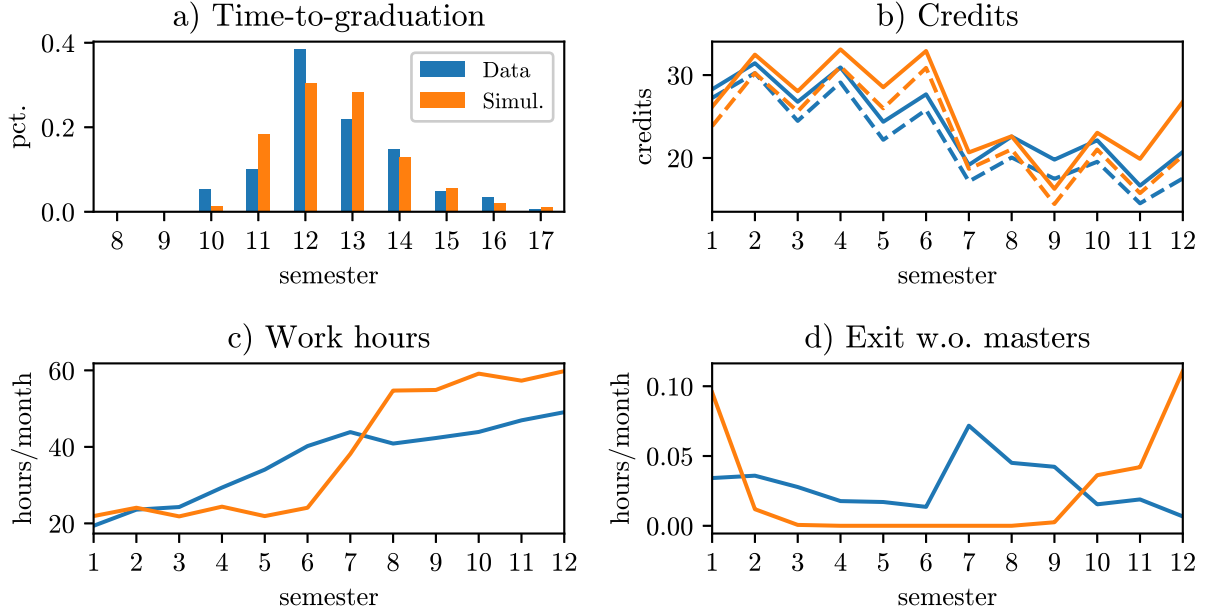 a) Time-to-graduation
pct.
0.4
0.2
0.0
Data
Simul.
8 9 10 11 12 13 14 15 16 17
semester
b) Credits
credits
30
20
1 2 3 4 5 6 7 8 9 10 11 12
semester
c) Work hours
hours/month
60
40
20
1 2 3 4 5 6 7 8 9 10 11 12
semester
d) Exit w.o. masters
hours/month
0.10
0.05
0.00
1 2 3 4 5 6 7 8 9 10 11 12
semester